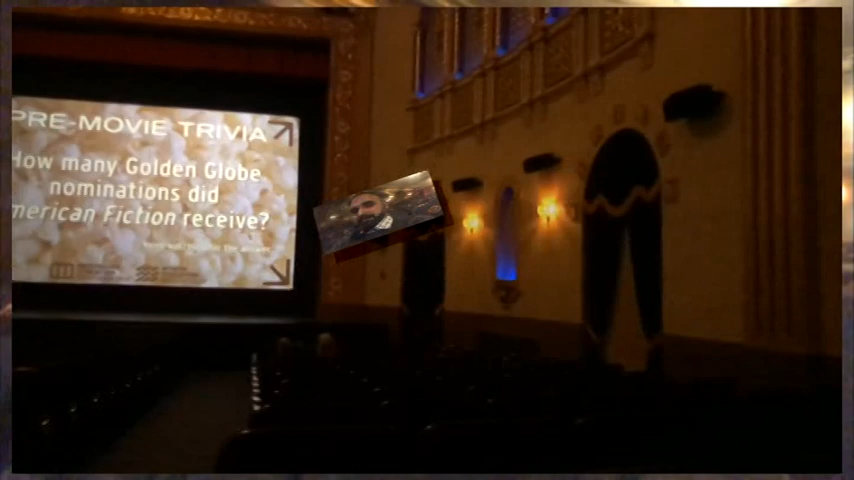 PRE-MOVIE TRIVIA
How many Golden Globe
nominations did
merican Fiction receive?